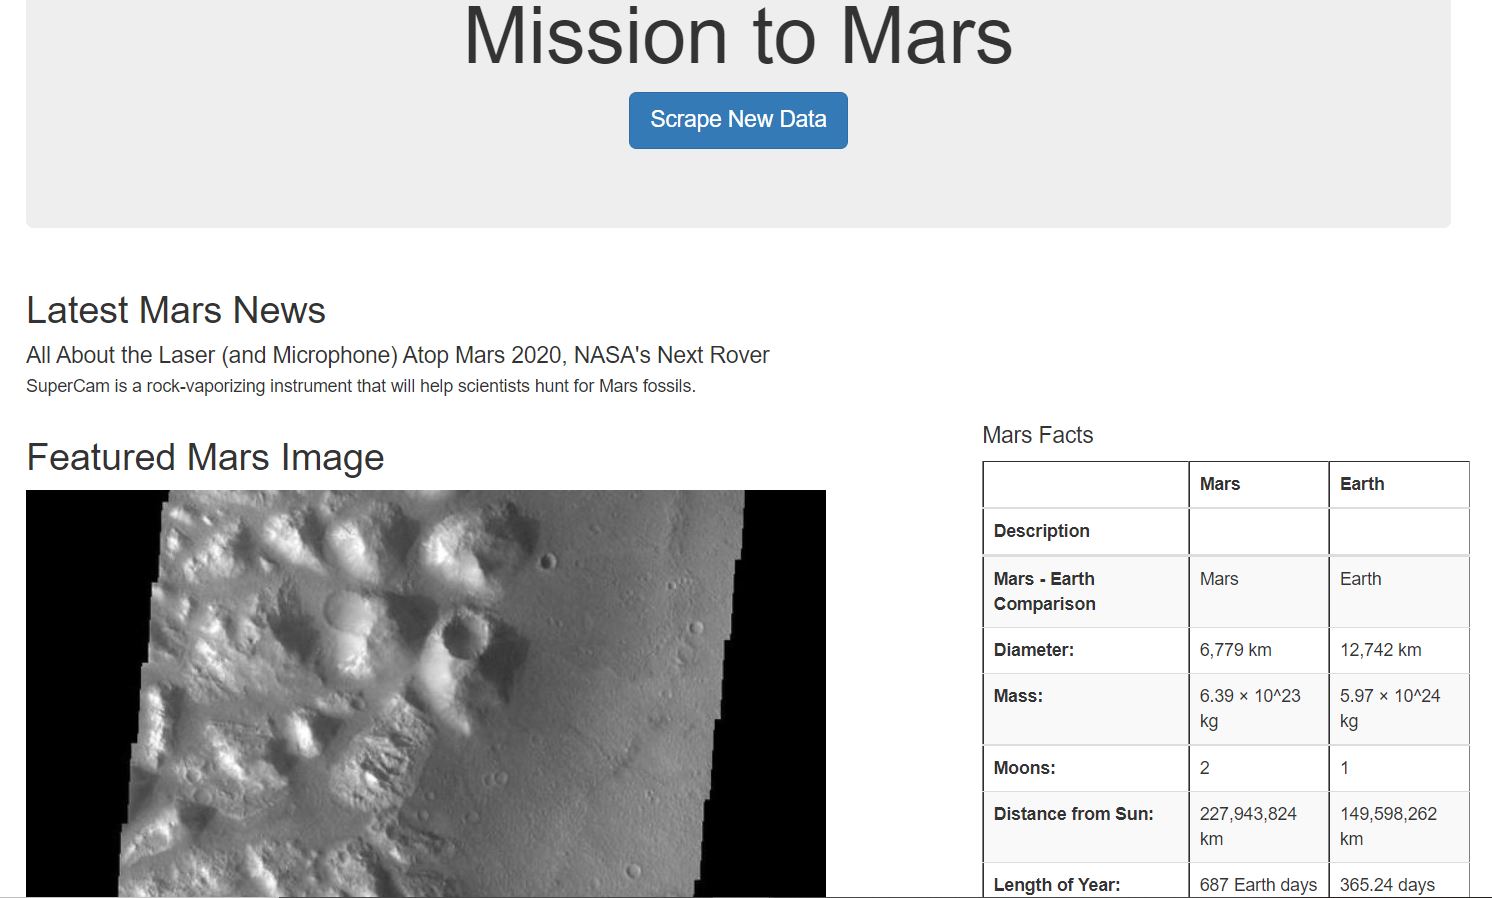 Mission to Mars
Scrape New Data
Latest Mars News
All About the Laser (and Microphone) Atop Mars 2020, NASA's Next Rover
SuperCam is a rock-vaporizing instrument that will help scientists hunt for Mars fossils.
Featured Mars Image
Mars Facts
Mars Earth
Description
Mars - Earth Comparison Mars Earth
Diameter: 6,779 km 12,742 km
Mass: 6.39 × 10^23 kg 5.97 × 10^24 kg
Moons: 2 1
Distance from Sun: 227,943,824 km 149,598,262 km
Length of Year: 687 Earth days 365.24 days